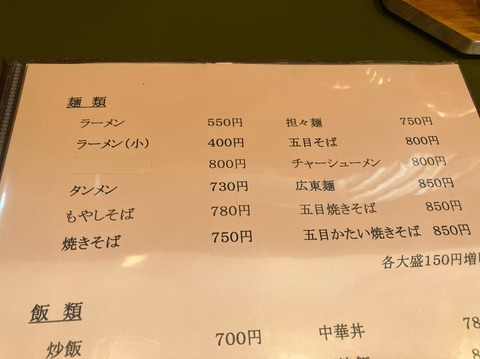 麺類
ラーメン 550円
ラーメン(小) 400円
800円
タンメン 730円
もやしそば 780円
焼きそば 750円
担々麺 750円
五目そば 800円
チャーシューメン 800円
広東麺 850円
五目焼きそば 850円
五目かたい焼きそば 850円
各大盛150円増
飯類
炒飯 700円
中華丼 78